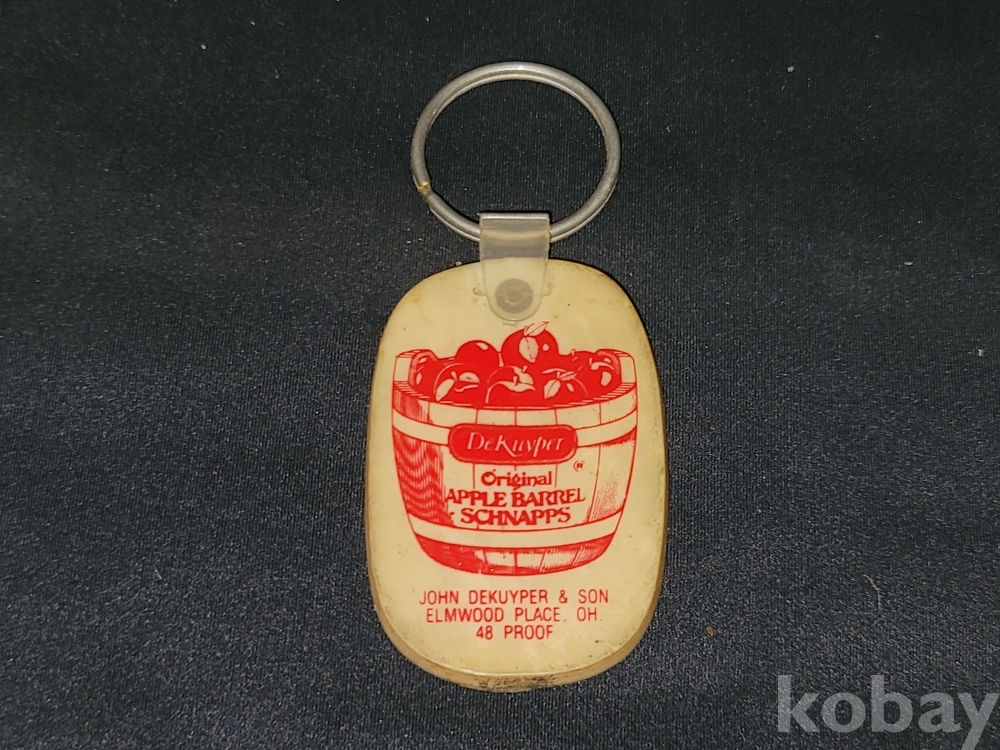 DeKuyper
®
Original
APPLE BARREL
SCHNAPPS
JOHN DEKUYPER & SON
ELMWOOD PLACE, OH.
48 PROOF
kobay